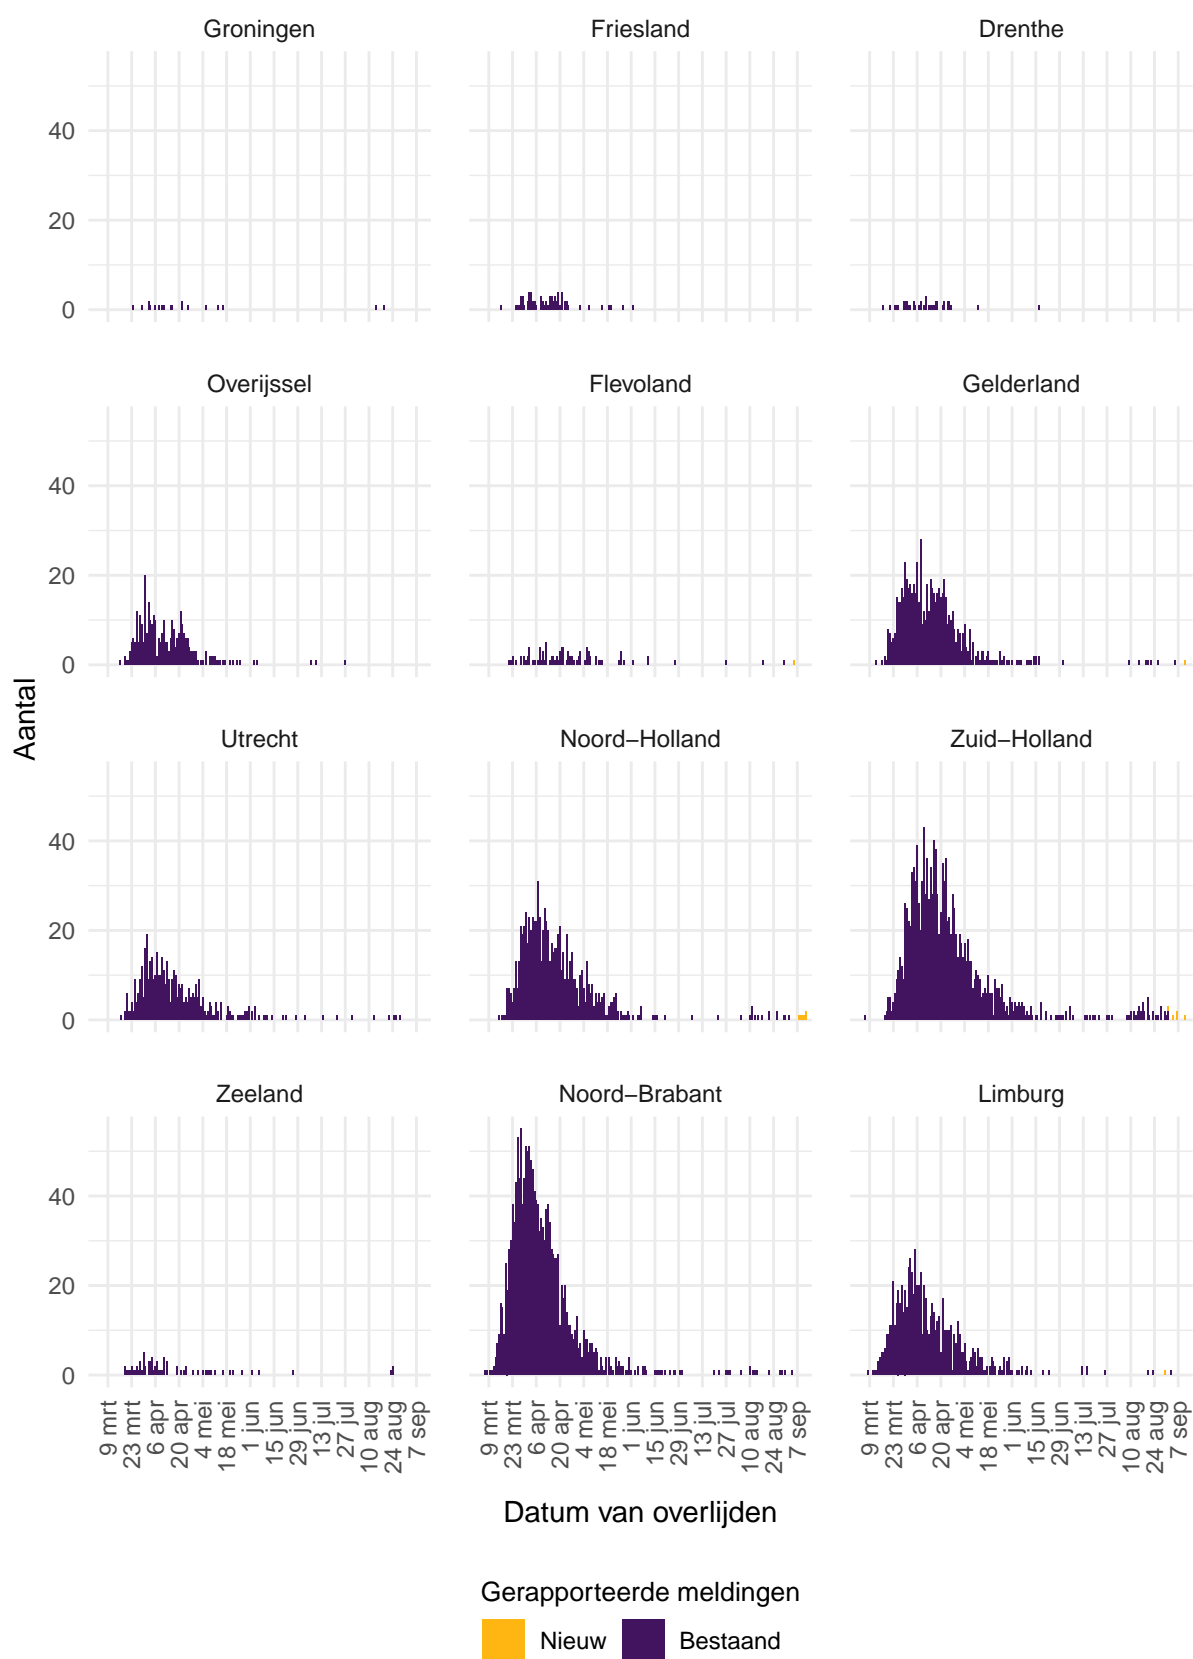 Groningen Friesland Drenthe
40
20
0
Overijssel Flevoland Gelderland
40
20
0
Aantal
Utrecht Noord−Holland Zuid−Holland
40
20
0
Zeeland Noord−Brabant Limburg
40
20
0
9 mrt 23 mrt 6 apr 20 apr 4 mei 18 mei 1 jun 15 jun 29 jun 13 jul 27 jul 10 aug 24 aug 7 sep
9 mrt 23 mrt 6 apr 20 apr 4 mei 18 mei 1 jun 15 jun 29 jun 13 jul 27 jul 10 aug 24 aug 7 sep
9 mrt 23 mrt 6 apr 20 apr 4 mei 18 mei 1 jun 15 jun 29 jun 13 jul 27 jul 10 aug 24 aug 7 sep
Datum van overlijden
Gerapporteerde meldingen
Nieuw Bestaand